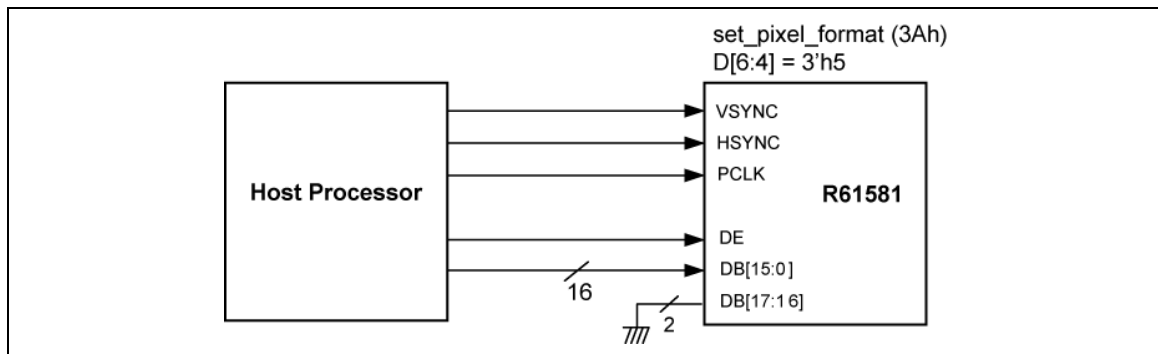 set_pixel_format (3Ah)
D[6:4] = 3'h5
Host Processor
VSYNC
HSYNC
PCLK
R61581
DE
DB[15:0]
16
DB[17:16]
2